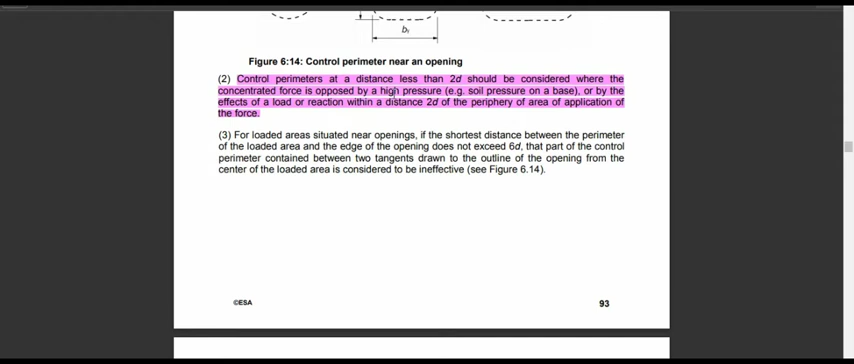 bᵧ
Figure 6:14: Control perimeter near an opening
(2) Control perimeters at a distance less than 2d should be considered where the
concentrated force is opposed by a high pressure (e.g. soil pressure on a base), or by the
effects of a load or reaction within a distance 2d of the periphery of area of application of
the force.
(3) For loaded areas situated near openings, if the shortest distance between the perimeter
of the loaded area and the edge of the opening does not exceed 6d, that part of the control
perimeter contained between two tangents drawn to the outline of the opening from the
center of the loaded area is considered to be ineffective (see Figure 6.14).
©ESA
93